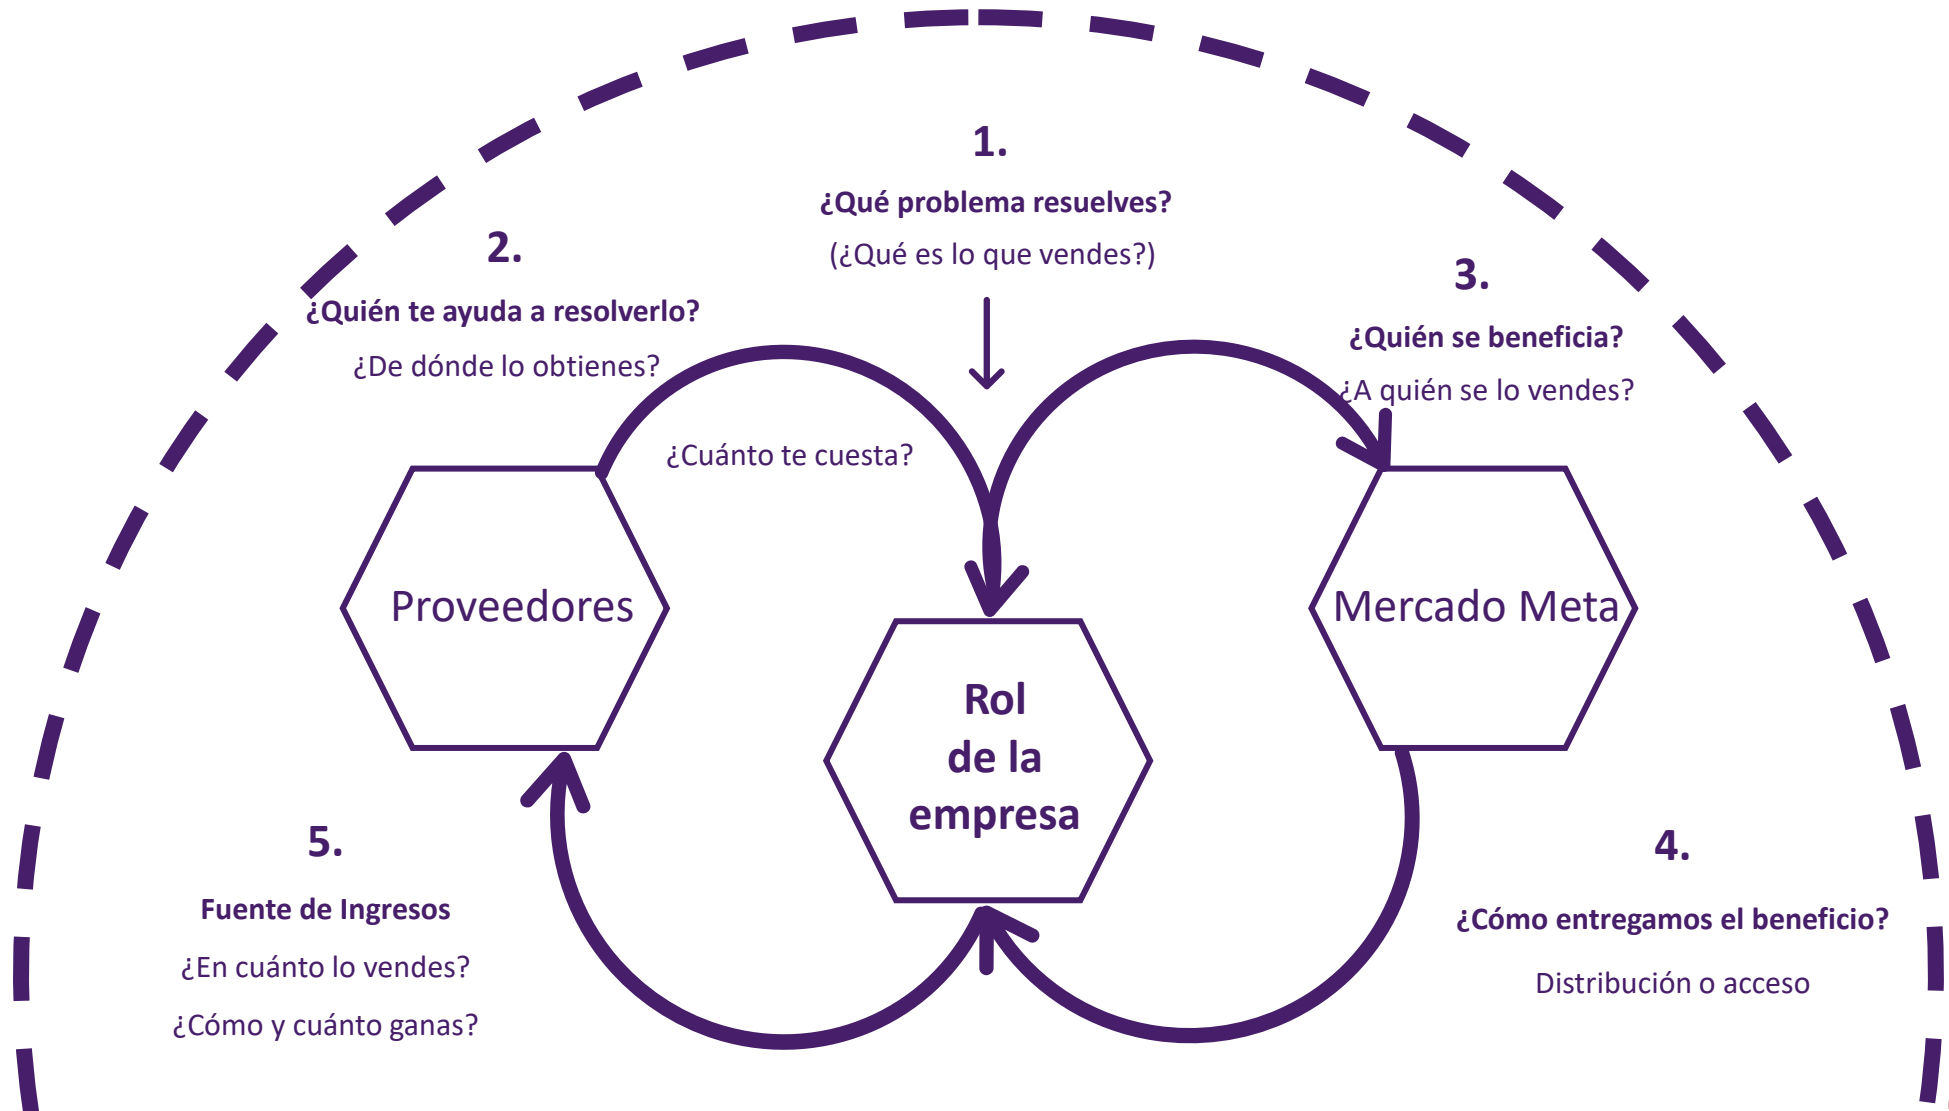 1.
¿Qué problema resuelves?
(¿Qué es lo que vendes?)
2.
¿Quién te ayuda a resolverlo?
¿De dónde lo obtienes?
¿Cuánto te cuesta?
3.
¿Quién se beneficia?
¿A quién se lo vendes?
Proveedores
Rol
de la
empresa
Mercado Meta
4.
¿Cómo entregamos el beneficio?
Distribución o acceso
5.
Fuente de Ingresos
¿En cuánto lo vendes?
¿Cómo y cuánto ganas?